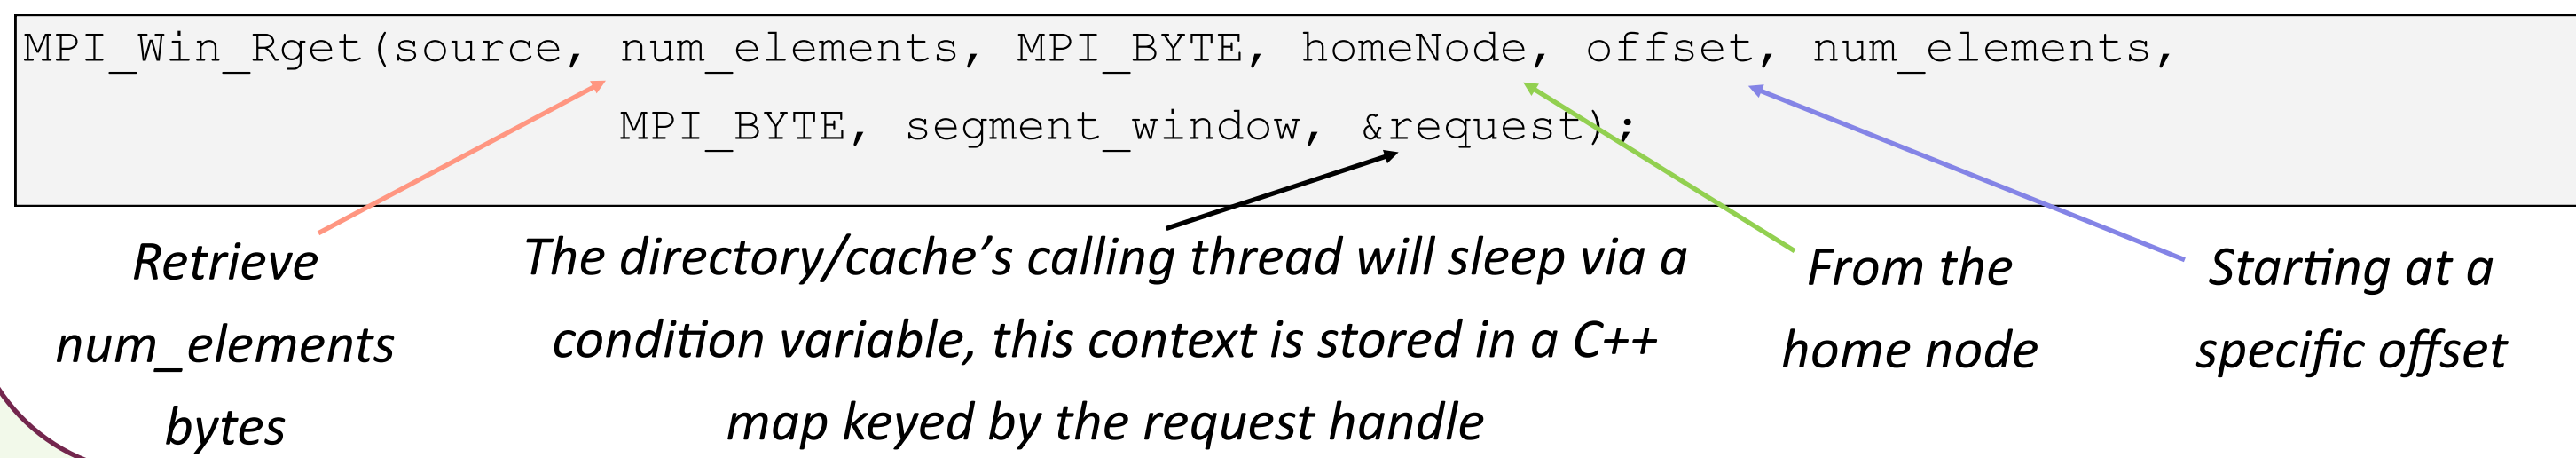 MPI_Win_Rget(source, num_elements, MPI_BYTE, homeNode, offset, num_elements,
MPI_BYTE, segment_window, &request);
Retrieve
num_elements
bytes
The directory/cache’s calling thread will sleep via a
condition variable, this context is stored in a C++
map keyed by the request handle
From the
home node
Starting at a
specific offset